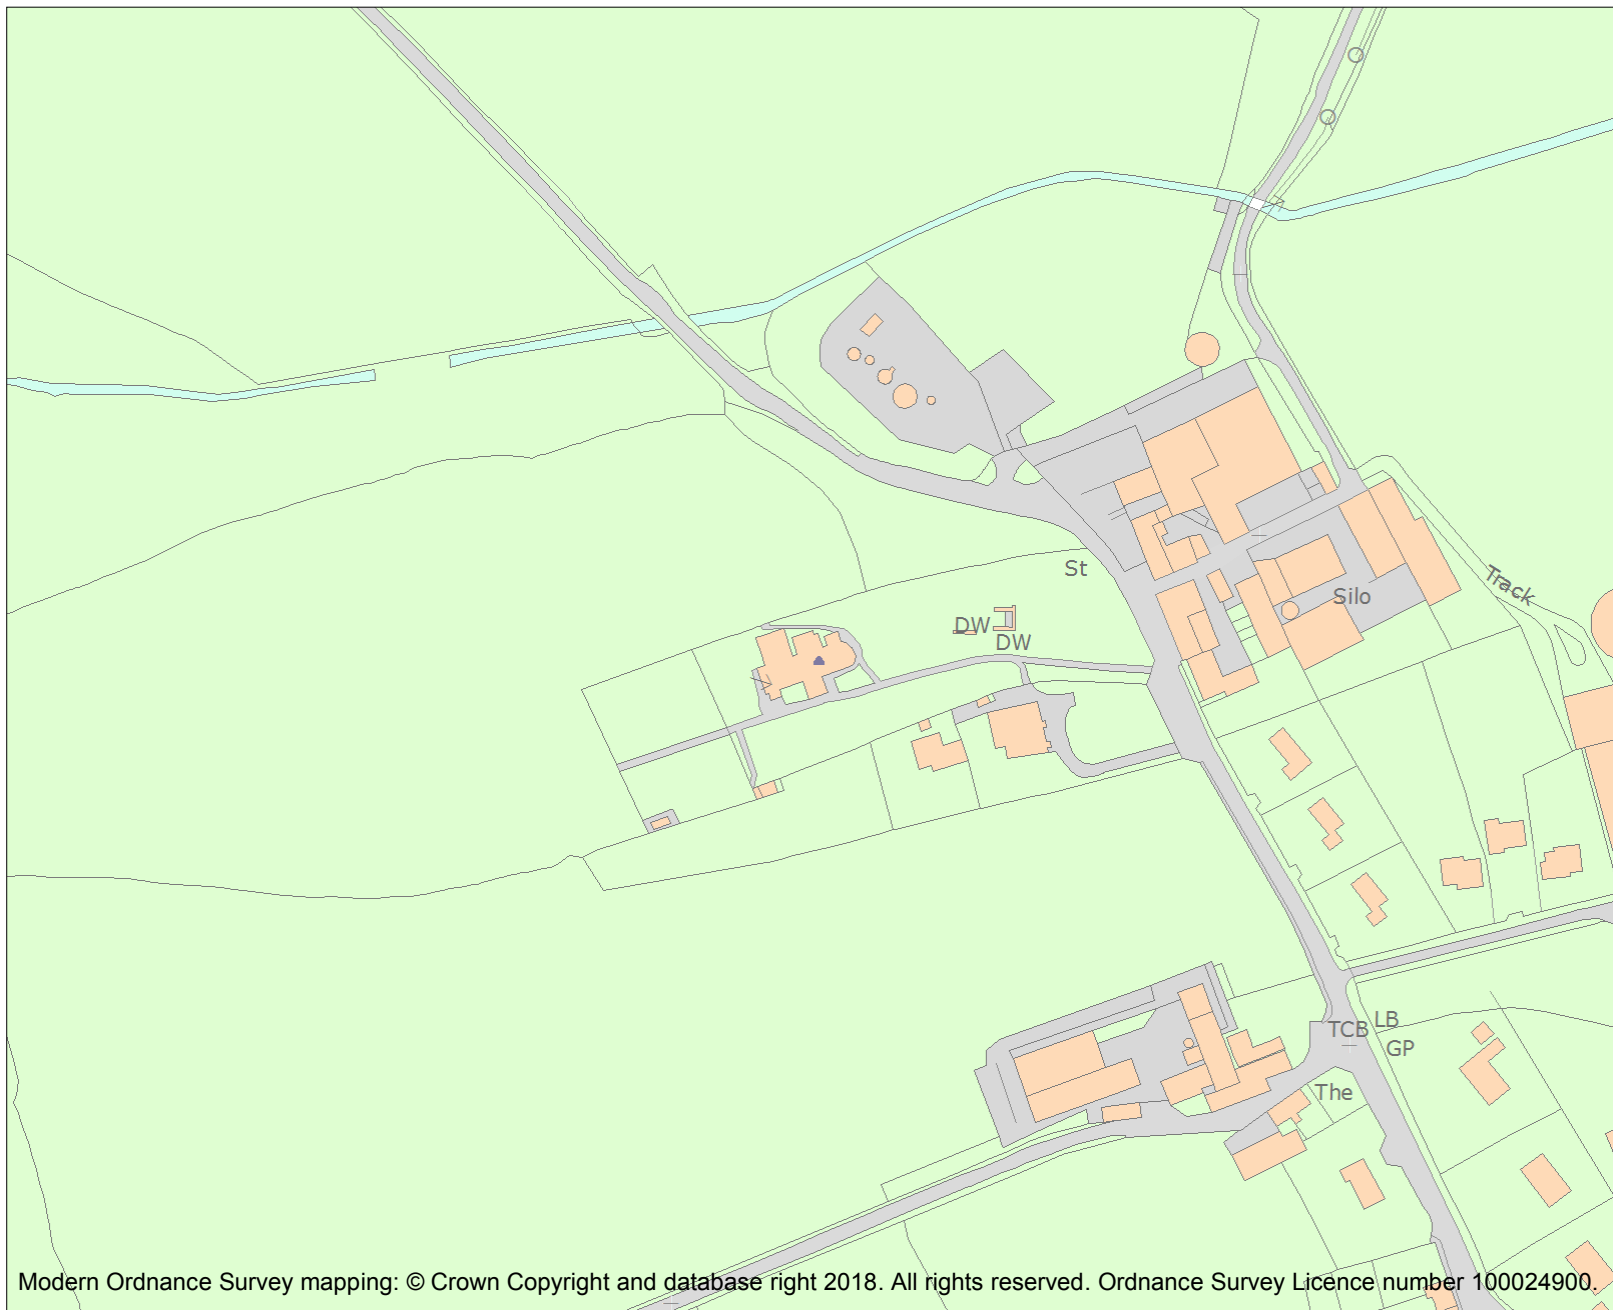 St
Track
Silo
DW
DW
LB
TCB
GP
The
Modern Ordnance Survey mapping: © Crown Copyright and database right 2018. All rights reserved. Ordnance Survey Licence number 100024900.